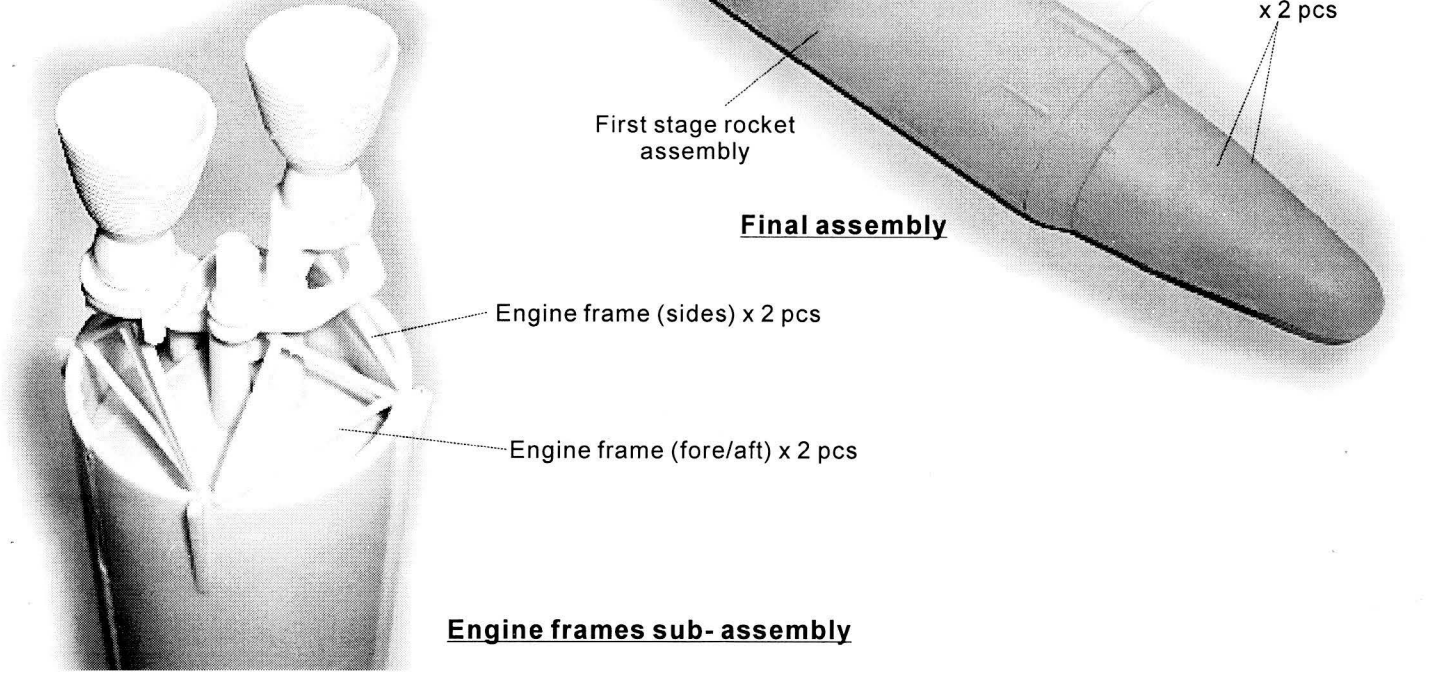 x 2 pcs
First stage rocket
assembly
Final assembly
Engine frame (sides) x 2 pcs
Engine frame (fore/aft) x 2 pcs
Engine frames sub- assembly